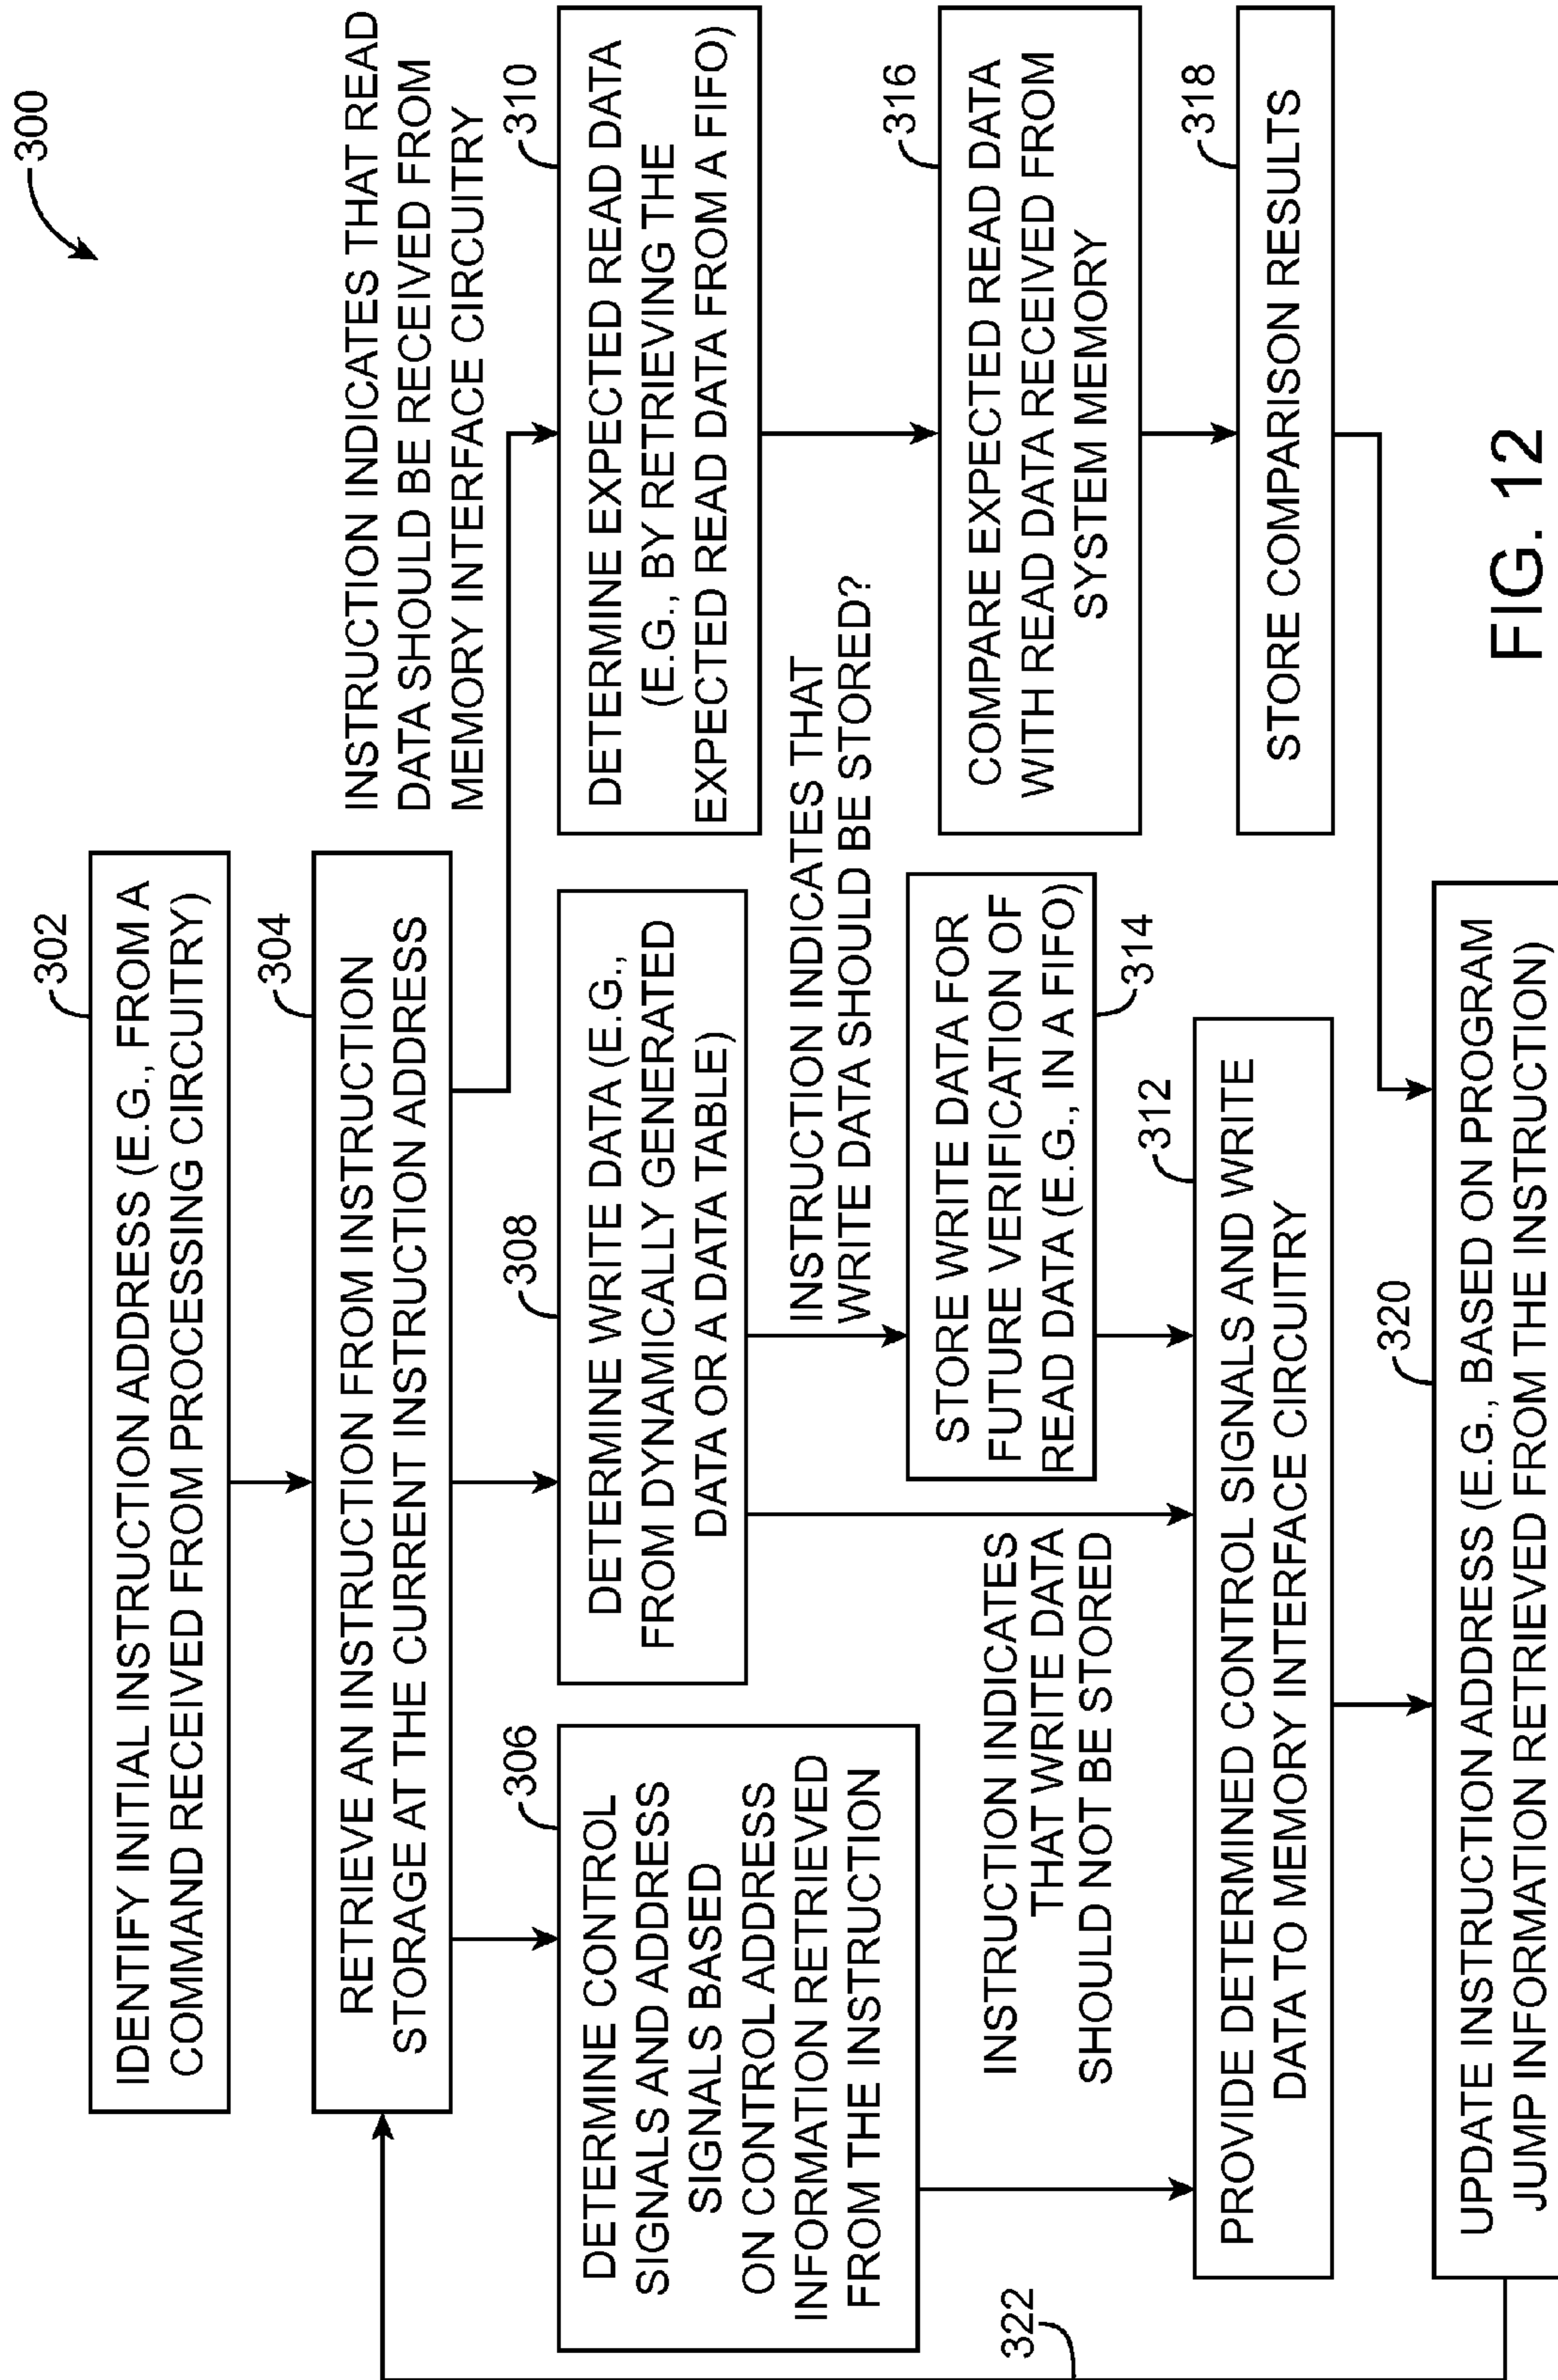 300
302
IDENTIFY INITIAL INSTRUCTION ADDRESS (E.G., FROM A
COMMAND RECEIVED FROM PROCESSING CIRCUITRY)
304
RETRIEVE AN INSTRUCTION FROM INSTRUCTION
STORAGE AT THE CURRENT INSTRUCTION ADDRESS
INSTRUCTION INDICATES THAT READ
DATA SHOULD BE RECEIVED FROM
MEMORY INTERFACE CIRCUITRY
306
DETERMINE CONTROL
SIGNALS AND ADDRESS
SIGNALS BASED
ON CONTROL ADDRESS
INFORMATION RETRIEVED
FROM THE INSTRUCTION
308
DETERMINE WRITE DATA (E.G.,
FROM DYNAMICALLY GENERATED
DATA OR A DATA TABLE)
310
DETERMINE EXPECTED READ DATA
(E.G., BY RETRIEVING THE
EXPECTED READ DATA FROM A FIFO)
INSTRUCTION INDICATES THAT
WRITE DATA SHOULD BE STORED?
INSTRUCTION INDICATES
THAT WRITE DATA
SHOULD NOT BE STORED
STORE WRITE DATA FOR
FUTURE VERIFICATION OF
READ DATA (E.G., IN A FIFO)
314
316
COMPARE EXPECTED READ DATA
WITH READ DATA RECEIVED FROM
SYSTEM MEMORY
312
PROVIDE DETERMINED CONTROL SIGNALS AND WRITE
DATA TO MEMORY INTERFACE CIRCUITRY
318
STORE COMPARISON RESULTS
320
UPDATE INSTRUCTION ADDRESS (E.G., BASED ON PROGRAM
JUMP INFORMATION RETRIEVED FROM THE INSTRUCTION)
322
FIG. 12